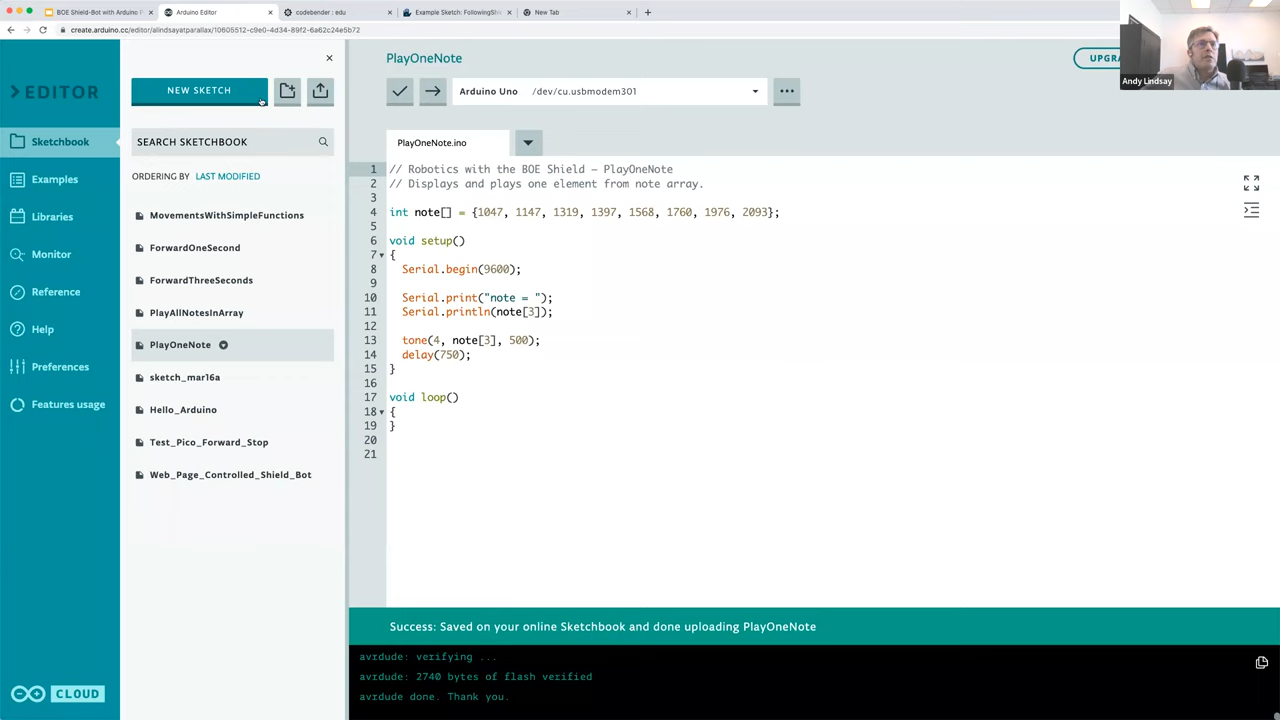 BOE Shield-Bot with Arduino P
Arduino Editor
codebender : edu
Example Sketch: FollowingSli
New Tab
create.arduino.cc/editor/alindsayatparallax/10605512-c9e0-4d34-89f2-6a62c24e5b72
EDITOR
Sketchbook
Examples
Libraries
Monitor
Reference
Help
Preferences
Features usage
CLOUD
NEW SKETCH
SEARCH SKETCHBOOK
ORDERING BY LAST MODIFIED
MovementsWithSimpleFunctions
ForwardOneSecond
ForwardThreeSeconds
PlayAllNotesInArray
PlayOneNote
sketch_mar16a
Hello_Arduino
Test_Pico_Forward_Stop
Web_Page_Controlled_Shield_Bot
PlayOneNote
UPGRA
Andy Lindsay
Arduino Uno /dev/cu.usbmodem301
PlayOneNote.ino
1 // Robotics with the BOE Shield – PlayOneNote
2 // Displays and plays one element from note array.
3
4 int note[] = {1047, 1147, 1319, 1397, 1568, 1760, 1976, 2093};
5
6 void setup()
7 {
8 Serial.begin(9600);
9
10 Serial.print("note = ");
11 Serial.println(note[3]);
12
13 tone(4, note[3], 500);
14 delay(750);
15 }
16
17 void loop()
18 {
19 }
20
21
Success: Saved on your online Sketchbook and done uploading PlayOneNote
avrdude: verifying ...
avrdude: 2740 bytes of flash verified
avrdude done. Thank you.